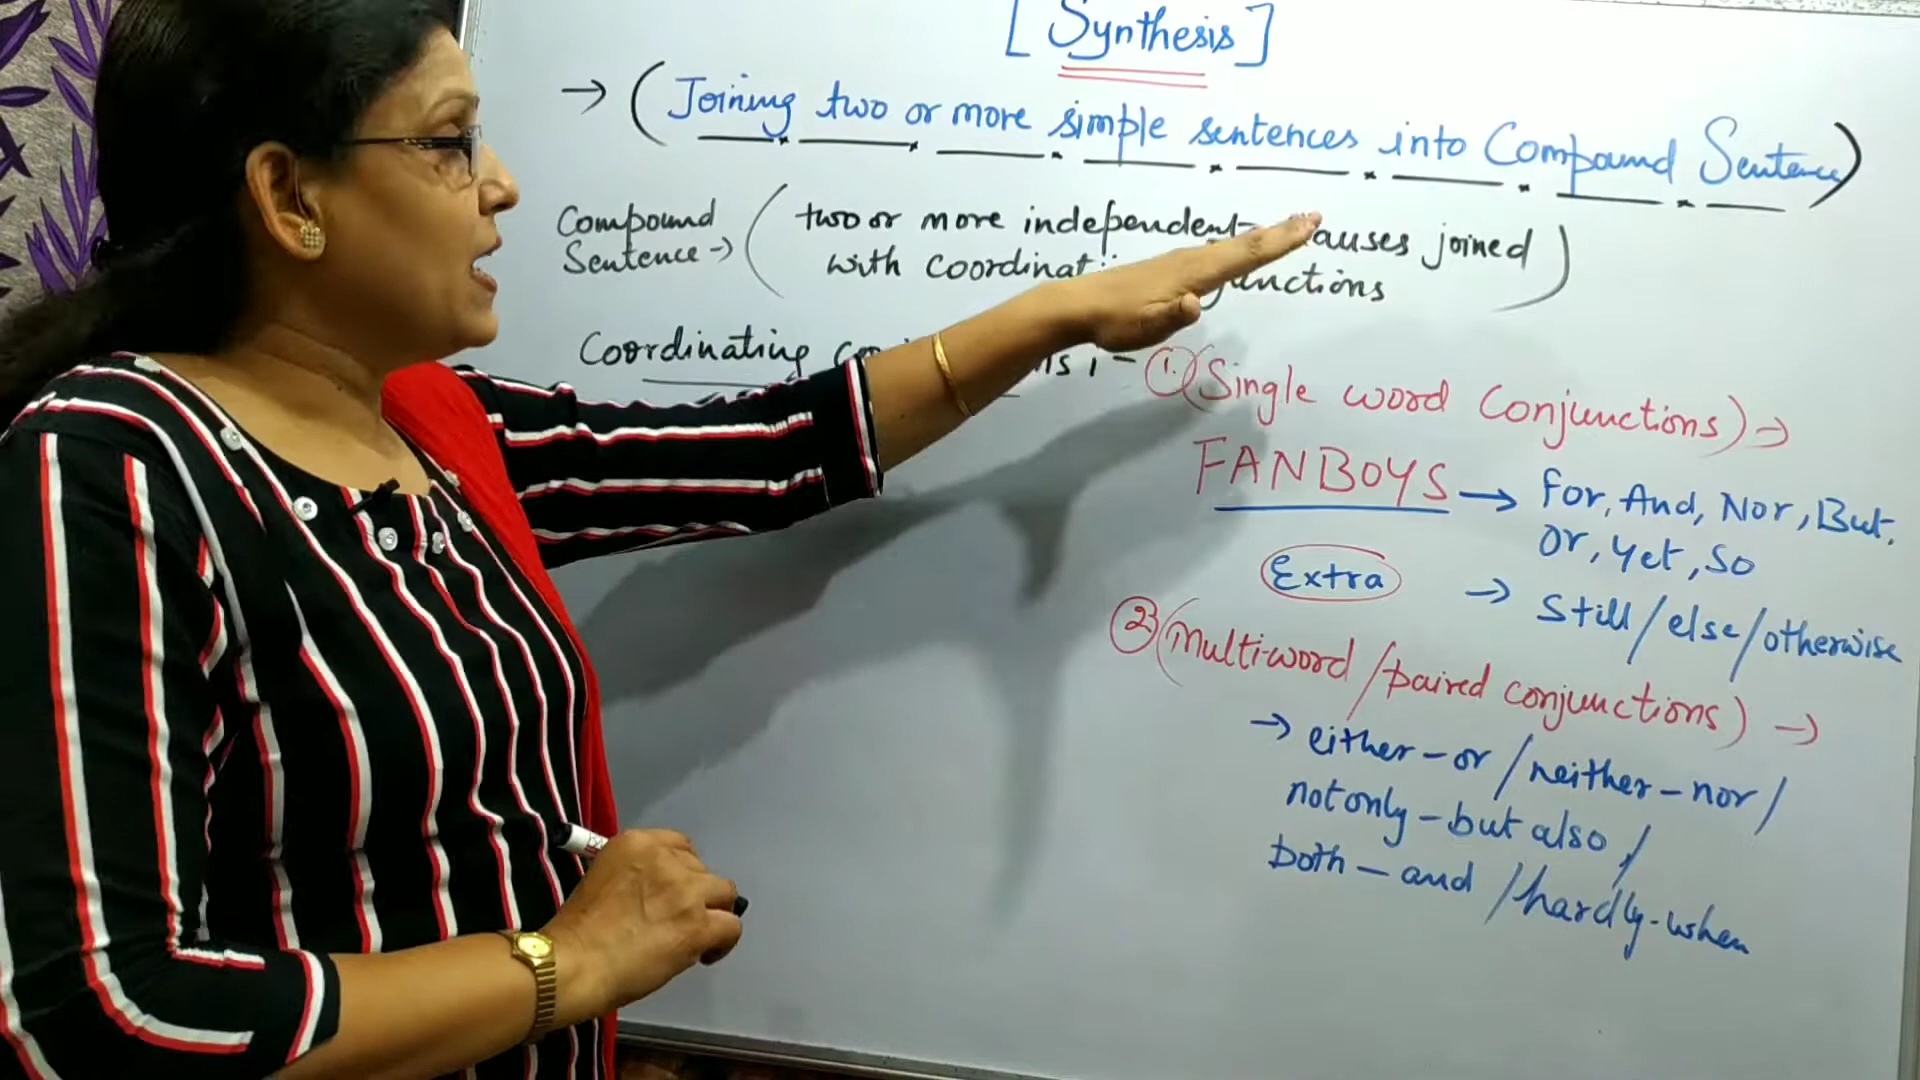 [ Synthesis ]
→ ( Joining two or more simple sentences into Compound Sentence )
Compound Sentence → ( two or more independent clauses joined
with coordinati unctions )
Coordinating ns :- ① ( Single word Conjunctions ) →
FANBOYS → For, And, Nor, But,
or, yet, so
Extra → still / else / otherwise
② ( Multi-word / paired conjunctions ) →
→ either - or / neither - nor /
not only - but also /
both - and / hardly - when